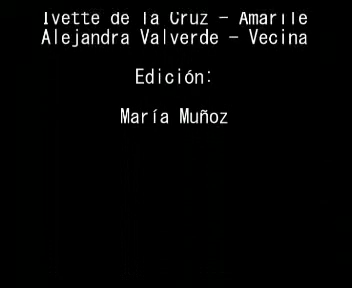 Ivette de la Cruz – Amarile
Alejandra Valverde – Vecina
Edición:
María Muñoz